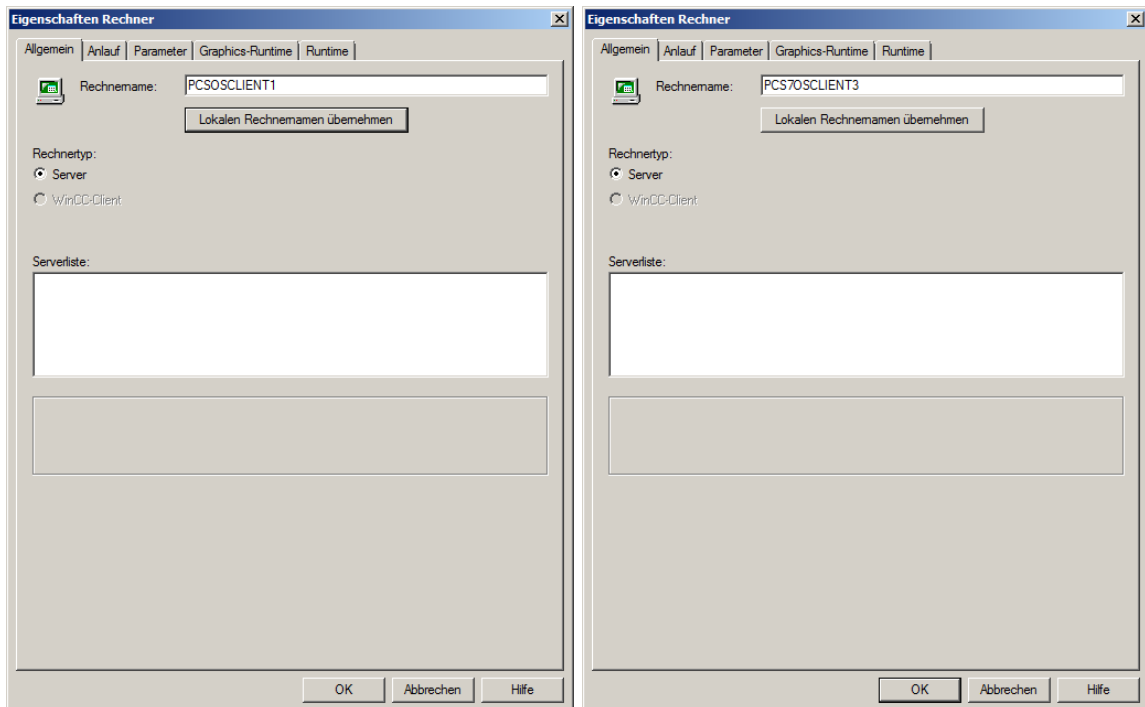 Eigenschaften Rechner
Allgemein Anlauf Parameter Graphics-Runtime Runtime
Rechnername: PCSOSCLIENT1
Lokalen Rechnernamen übernehmen
Rechnertyp:
Server
WinCC-Client
Serverliste:
OK Abbrechen Hilfe
Eigenschaften Rechner
Allgemein Anlauf Parameter Graphics-Runtime Runtime
Rechnername: PCS7OSCLIENT3
Lokalen Rechnernamen übernehmen
Rechnertyp:
Server
WinCC-Client
Serverliste:
OK Abbrechen Hilfe